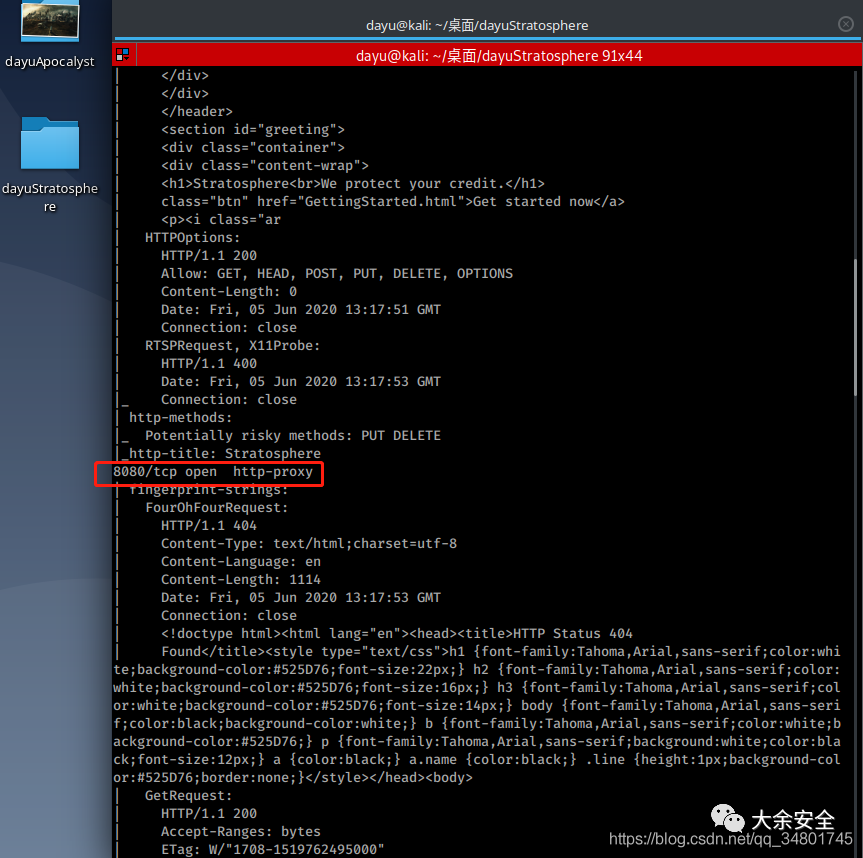 dayu@kali: ~/桌面/dayuStratosphere
dayu@kali: ~/桌面/dayuStratosphere 91x44
dayuApocalyst
dayuStratosphe
re
|     </div>
|     </div>
|     </header>
|     <section id="greeting">
|     <div class="container">
|     <div class="content-wrap">
|     <h1>Stratosphere<br>We protect your credit.</h1>
|     class="btn" href="GettingStarted.html">Get started now</a>
|     <p><i class="ar
|   HTTPOptions:
|     HTTP/1.1 200
|     Allow: GET, HEAD, POST, PUT, DELETE, OPTIONS
|     Content-Length: 0
|     Date: Fri, 05 Jun 2020 13:17:51 GMT
|     Connection: close
|   RTSPRequest, X11Probe:
|     HTTP/1.1 400
|     Date: Fri, 05 Jun 2020 13:17:53 GMT
|_    Connection: close
| http-methods:
|_  Potentially risky methods: PUT DELETE
|_http-title: Stratosphere
8080/tcp open  http-proxy
| fingerprint-strings:
|   FourOhFourRequest:
|     HTTP/1.1 404
|     Content-Type: text/html;charset=utf-8
|     Content-Language: en
|     Content-Length: 1114
|     Date: Fri, 05 Jun 2020 13:17:53 GMT
|     Connection: close
|     <!doctype html><html lang="en"><head><title>HTTP Status 404
|     Found</title><style type="text/css">h1 {font-family:Tahoma,Arial,sans-serif;color:whi
te;background-color:#525D76;font-size:22px;} h2 {font-family:Tahoma,Arial,sans-serif;color:
white;background-color:#525D76;font-size:16px;} h3 {font-family:Tahoma,Arial,sans-serif;col
or:white;background-color:#525D76;font-size:14px;} body {font-family:Tahoma,Arial,sans-seri
f;color:black;background-color:white;} b {font-family:Tahoma,Arial,sans-serif;color:white;b
ackground-color:#525D76;} p {font-family:Tahoma,Arial,sans-serif;background:white;color:bla
ck;font-size:12px;} a {color:black;} a.name {color:black;} .line {height:1px;background-col
or:#525D76;border:none;}</style></head><body>
|   GetRequest:
|     HTTP/1.1 200
|     Accept-Ranges: bytes
|     ETag: W/"1708-1519762495000"
大余安全
https://blog.csdn.net/qq_34801745